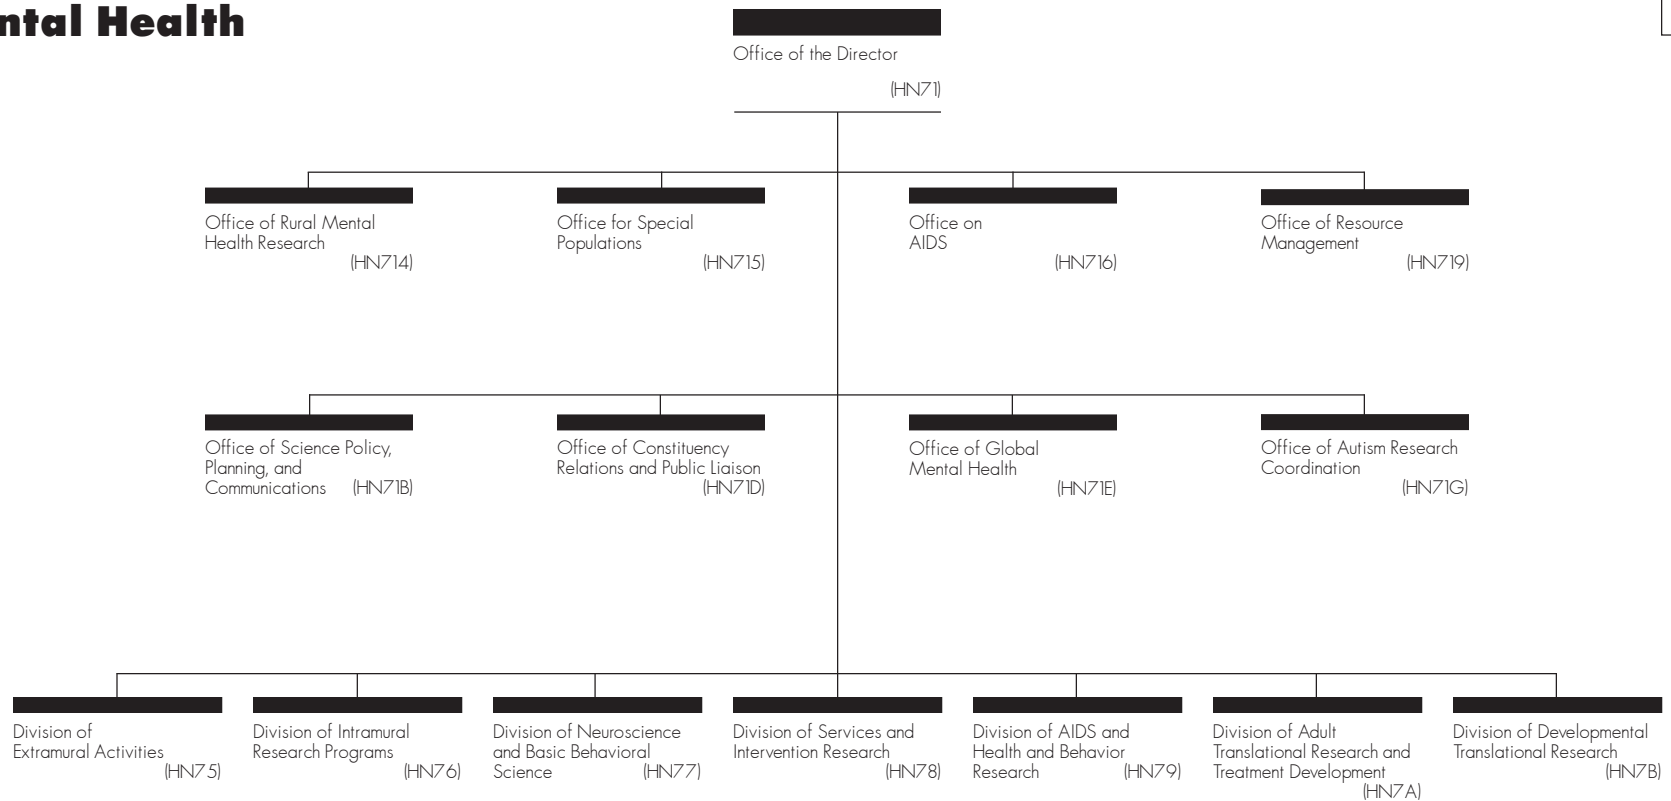 ntal Health
Office of the Director
(HN71)
Office of Rural Mental
Health Research
(HN714)
Office for Special
Populations
(HN715)
Office on
AIDS
(HN716)
Office of Resource
Management
(HN719)
Office of Science Policy,
Planning, and
Communications (HN71B)
Office of Constituency
Relations and Public Liaison
(HN71D)
Office of Global
Mental Health
(HN71E)
Office of Autism Research
Coordination
(HN71G)
Division of
Extramural Activities
(HN75)
Division of Intramural
Research Programs
(HN76)
Division of Neuroscience
and Basic Behavioral
Science (HN77)
Division of Services and
Intervention Research
(HN78)
Division of AIDS and
Health and Behavior
Research (HN79)
Division of Adult
Translational Research and
Treatment Development
(HN7A)
Division of Developmental
Translational Research
(HN7B)